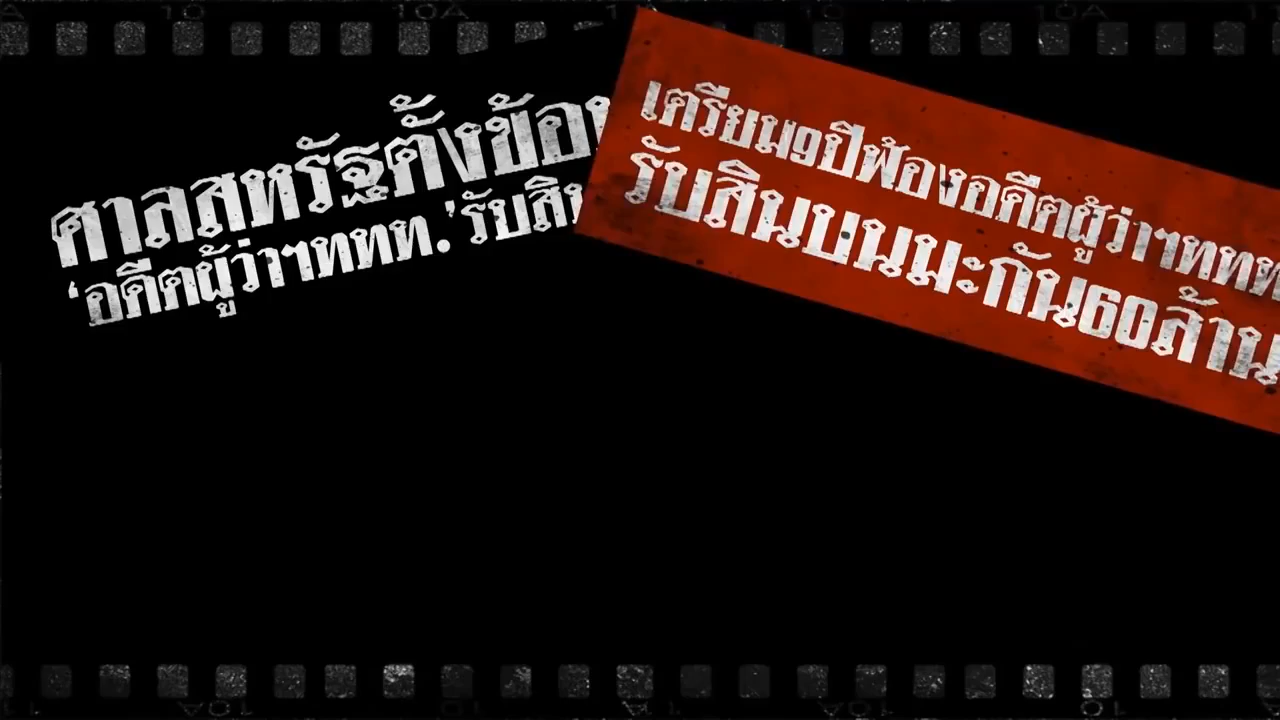 ศาลสหรัฐตั้งข้อห
'อดีตผู้ว่าฯททท.'รับสิน
เตรียม9ปีฟ้องอดีตผู้ว่าฯททท
รับสินบนมะกัน60ล้าน